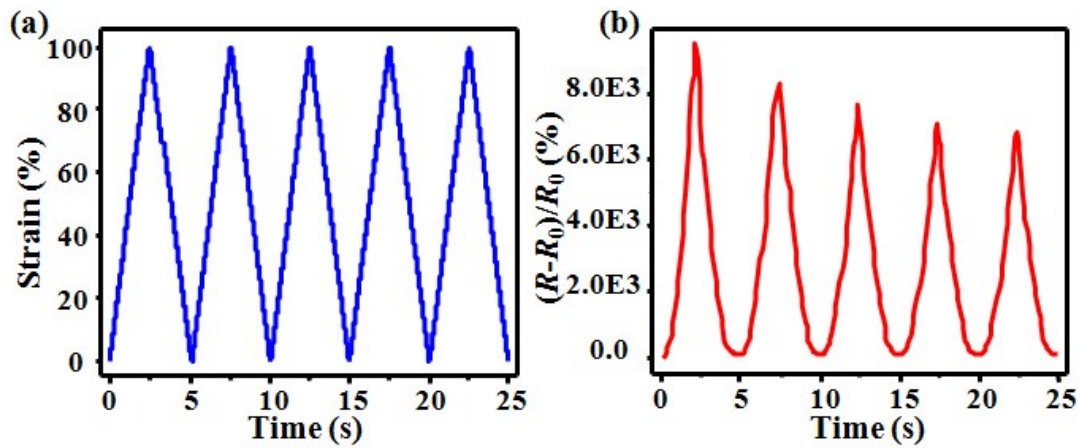 (a)
Strain (%)
100
80
60
40
20
0
0 5 10 15 20 25
Time (s)
(b)
(R-R₀)/R₀ (%)
8.0E3
6.0E3
4.0E3
2.0E3
0.0
0 5 10 15 20 25
Time (s)